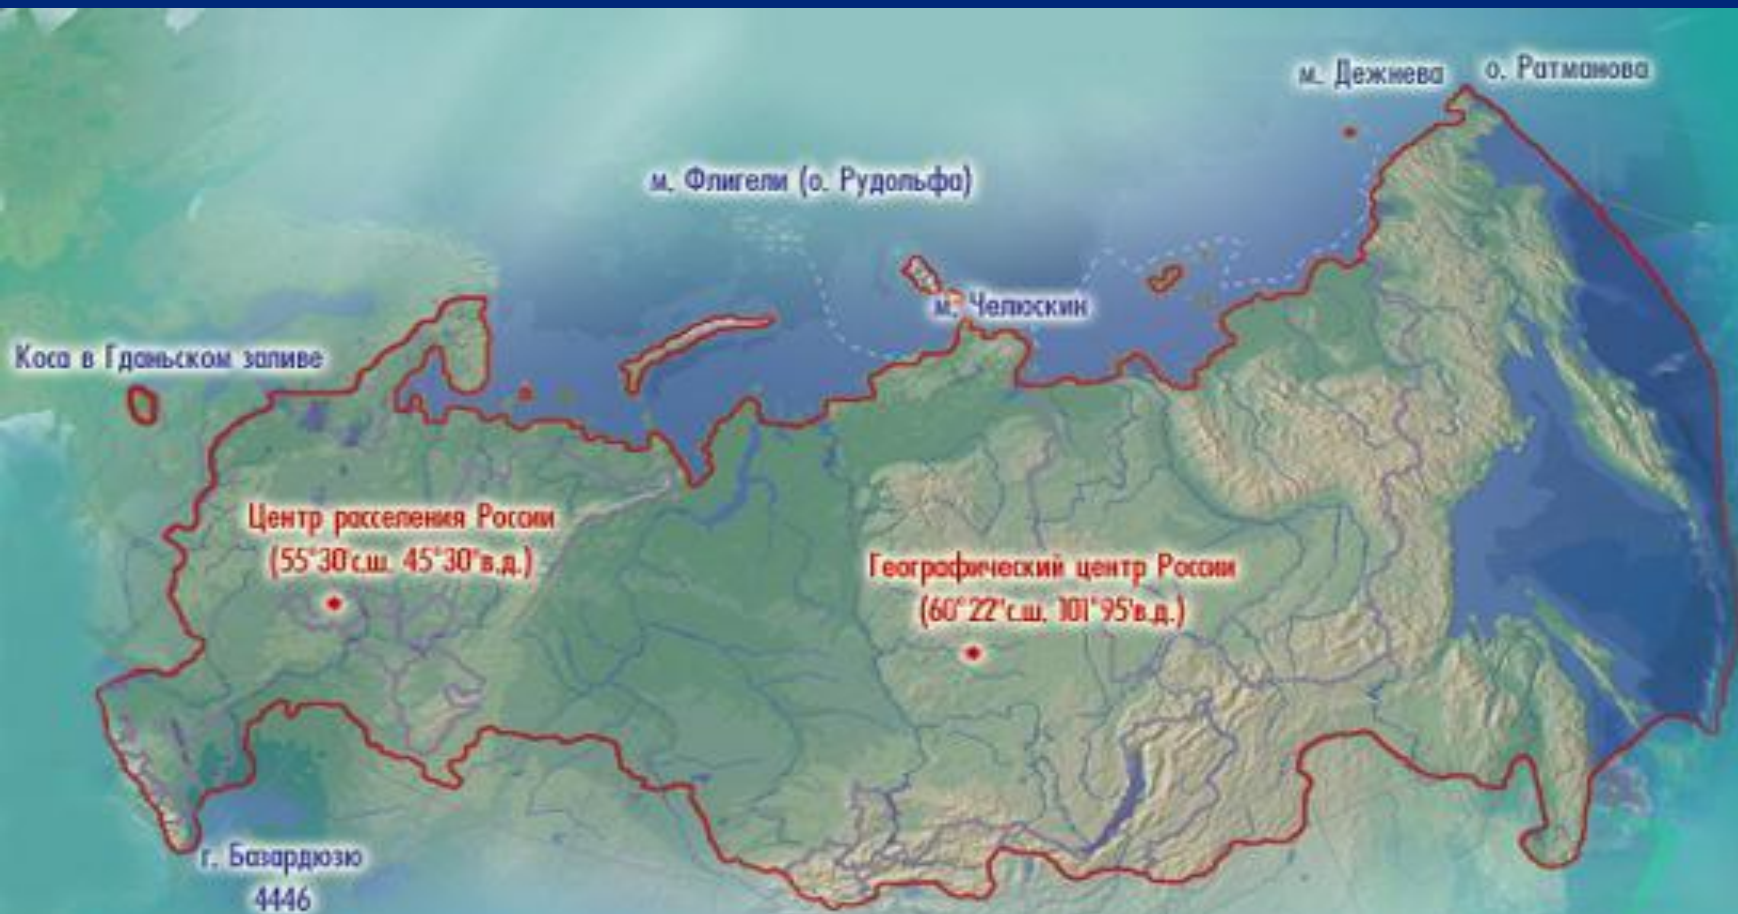 м. Дежнева
о. Ратманова
м. Флигели (о. Рудольфа)
м. Челюскин
Коса в Гданьском заливе
Центр расселения России
(55°30'с.ш. 45°30"в.д.)
Географический центр России
(60°22'с.ш. 101°95'в.д.)
г. Базардюзю
4446